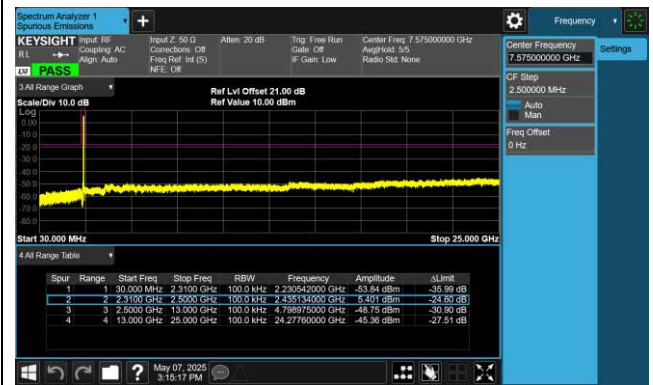 Spectrum Analyzer 1
Spurious Emissions
+
Frequency
KEYSIGHT Input: RF Input Z: 50 Ω Atten: 20 dB Trig: Free Run Center Freq: 7.575000000 GHz
RL Coupling: AC Corrections: Off Gate: Off Avg|Hold: 5/5
Align: Auto Freq Ref: Int (S) IF Gain: Low Radio Std: None
LXI PASS NFE: Off
Center Frequency
7.575000000 GHz
Settings
CF Step
2.500000 MHz
Auto
Man
Freq Offset
0 Hz
3 All Range Graph
Ref Lvl Offset 21.00 dB
Scale/Div 10.0 dB Ref Value 10.00 dBm
Log
0.00
-10.0
-20.0
-30.0
-40.0
-50.0
-60.0
-70.0
-80.0
Start 30.000 MHz Stop 25.000 GHz
4 All Range Table
Spur Range Start Freq Stop Freq RBW Frequency Amplitude ΔLimit
1 1 30.000 MHz 2.3100 GHz 100.0 kHz 2.230542000 GHz -53.84 dBm -35.99 dB
2 2 2.3100 GHz 2.5000 GHz 100.0 kHz 2.435134000 GHz 5.401 dBm -24.60 dB
3 3 2.5000 GHz 13.000 GHz 100.0 kHz 4.798975000 GHz -48.75 dBm -30.90 dB
4 4 13.000 GHz 25.000 GHz 100.0 kHz 24.27760000 GHz -45.36 dBm -27.51 dB
?
May 07, 2025
3:15:17 PM